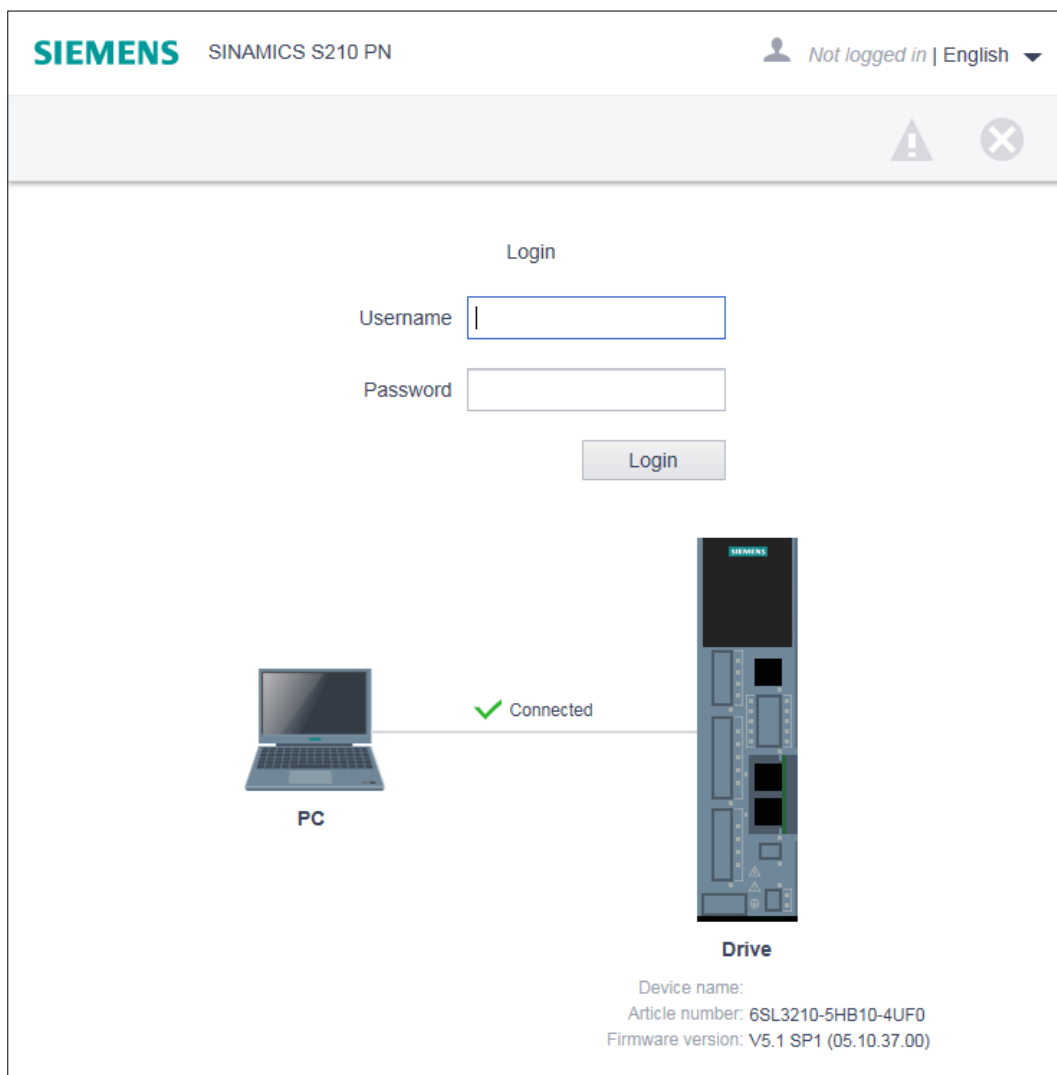 SIEMENS SINAMICS S210 PN Not logged in | English
Login
Username
Password
Login
SIEMENS
Connected
PC
Drive
Device name:
Article number: 6SL3210-5HB10-4UF0
Firmware version: V5.1 SP1 (05.10.37.00)